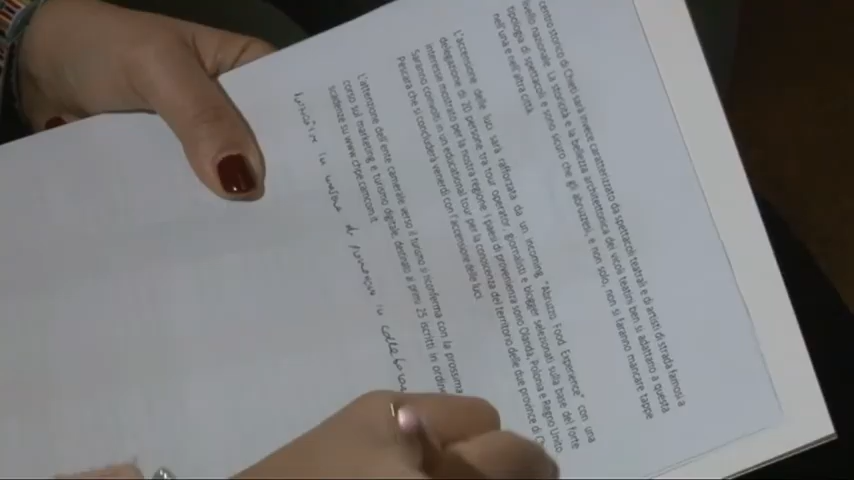 centro storico di Chieti sarà invece caratterizzato da spettacoli teatrali e di artisti di strada famosi a
livello nazionale. La storicità e la bellezza architettonica dei vicoli teatini ben si adattano a questa
tipologia di spettacoli e sono sicuro che gli abruzzesi, e non solo, non si faranno mancare tappe
nell'una e nell'altra città.
L'accensione delle luci sarà rafforzata da un incoming "Abruzzo Food Experience" con una
delegazione di 20 persone tra tour operator, giornalisti e blogger selezionati sulla base del forte
interesse mostrato per la nostra regione. I paesi di provenienza sono Olanda, Polonia e Regno Unito.
Saranno coinvolti in un educational tour per la conoscenza del territorio delle due province di
Pescara che si concluderà venerdì con l'accensione delle luci
L'attenzione dell'ente camerale verso il turismo si riconferma con la prossima
corso sul marketing e turismo digitale, destinato ai primi 25 iscritti in ordine
scadenze su www.chpe.camcom.it